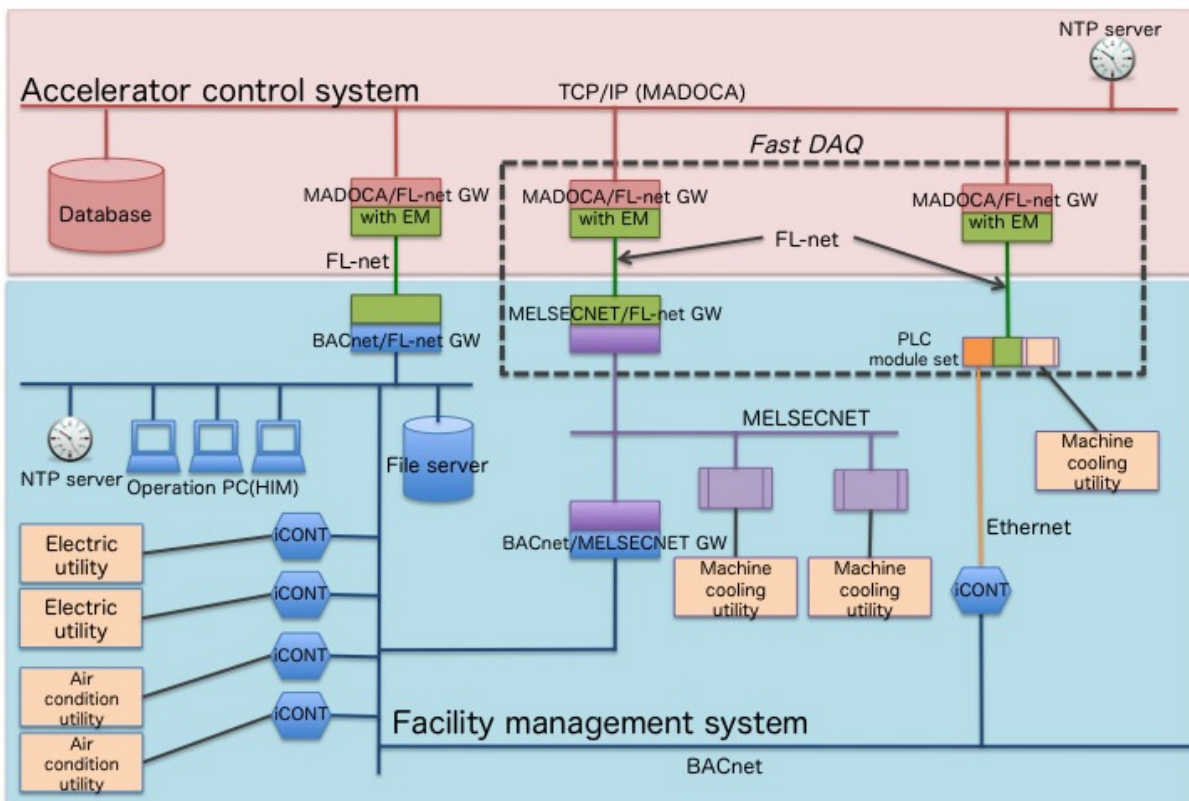 NTP server
Accelerator control system
TCP/IP (MADOCA)
Fast DAQ
Database
MADOCA/FL-net GW
with EM
MADOCA/FL-net GW
with EM
MADOCA/FL-net GW
with EM
FL-net
FL-net
BACnet/FL-net GW
MELSECNET/FL-net GW
PLC
module set
NTP server
Operation PC(HIM)
File server
MELSECNET
Machine
cooling
utility
Ethernet
Electric
utility
iCONT
BACnet/MELSECNET GW
Machine
cooling
utility
Machine
cooling
utility
iCONT
Electric
utility
iCONT
Air
condition
utility
iCONT
Air
condition
utility
iCONT
Facility management system
BACnet